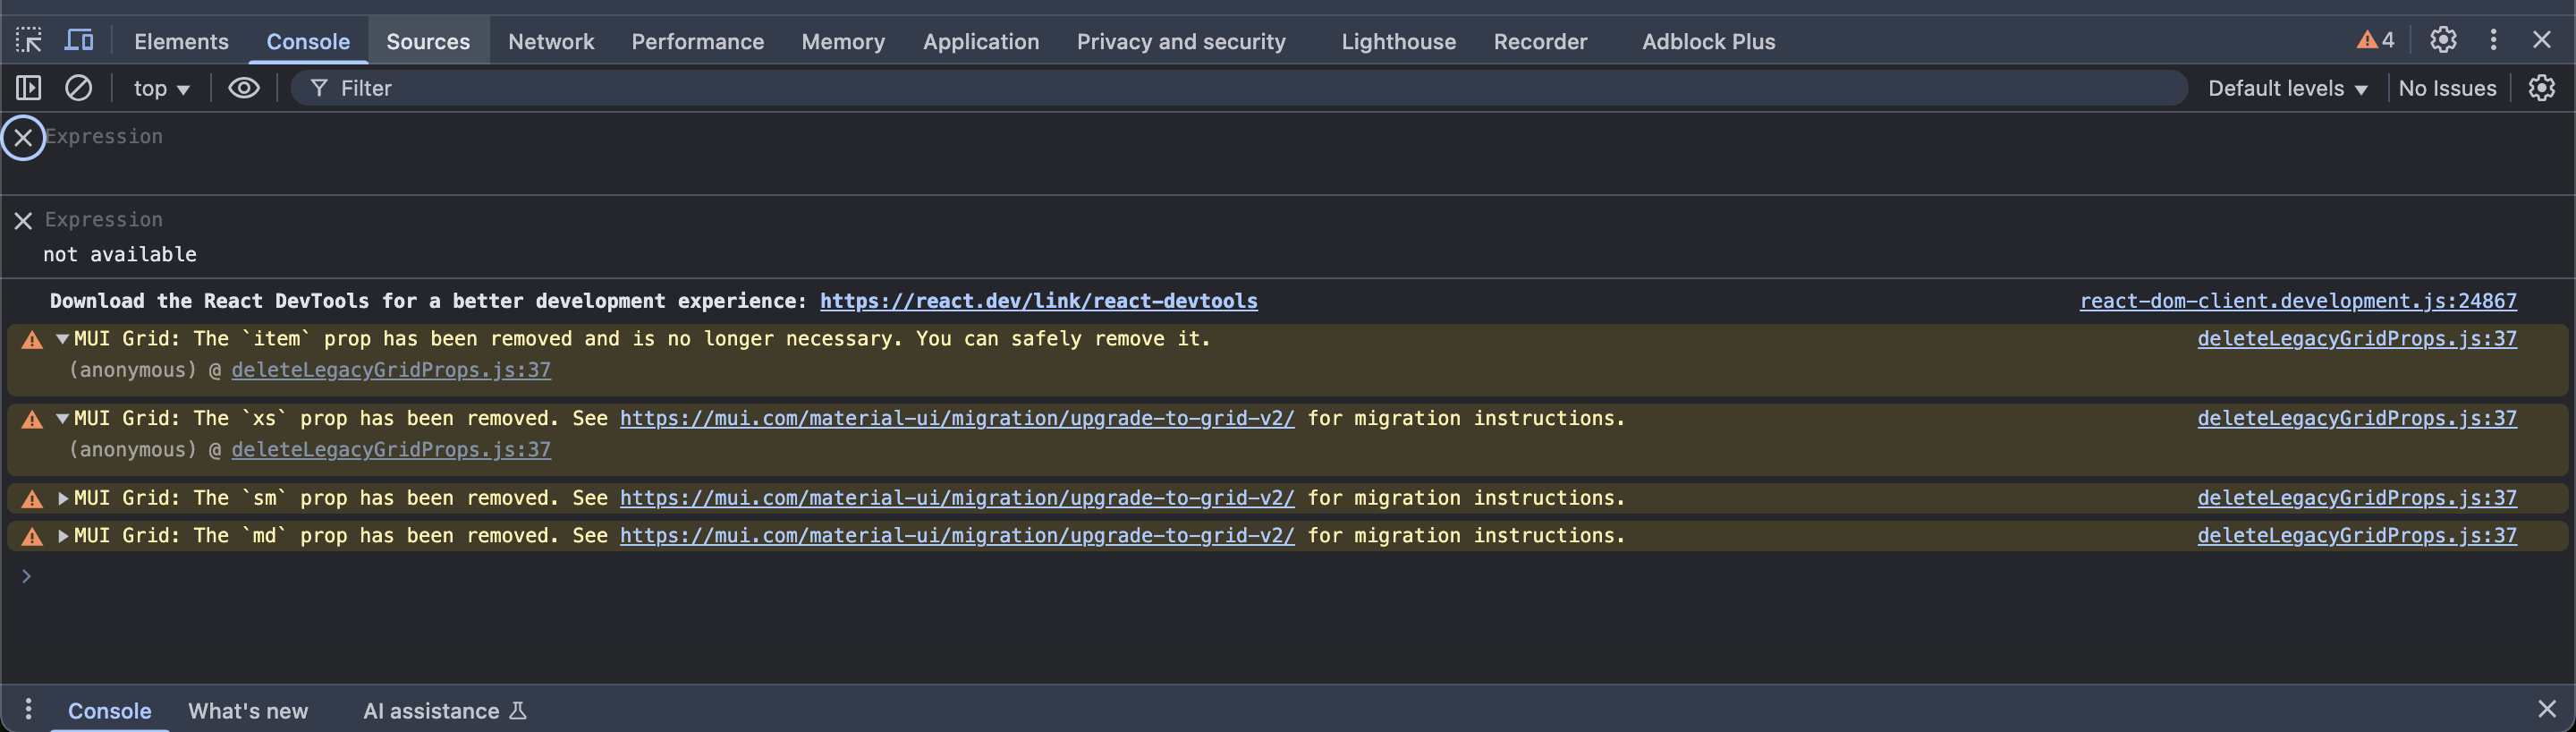 Elements Console Sources Network Performance Memory Application Privacy and security Lighthouse Recorder Adblock Plus 4
top Filter Default levels No Issues
Expression
Expression
not available
Download the React DevTools for a better development experience: https://react.dev/link/react-devtools react-dom-client.development.js:24867
MUI Grid: The `item` prop has been removed and is no longer necessary. You can safely remove it. deleteLegacyGridProps.js:37
(anonymous) @ deleteLegacyGridProps.js:37
MUI Grid: The `xs` prop has been removed. See https://mui.com/material-ui/migration/upgrade-to-grid-v2/ for migration instructions. deleteLegacyGridProps.js:37
(anonymous) @ deleteLegacyGridProps.js:37
MUI Grid: The `sm` prop has been removed. See https://mui.com/material-ui/migration/upgrade-to-grid-v2/ for migration instructions. deleteLegacyGridProps.js:37
MUI Grid: The `md` prop has been removed. See https://mui.com/material-ui/migration/upgrade-to-grid-v2/ for migration instructions. deleteLegacyGridProps.js:37
Console What's new AI assistance